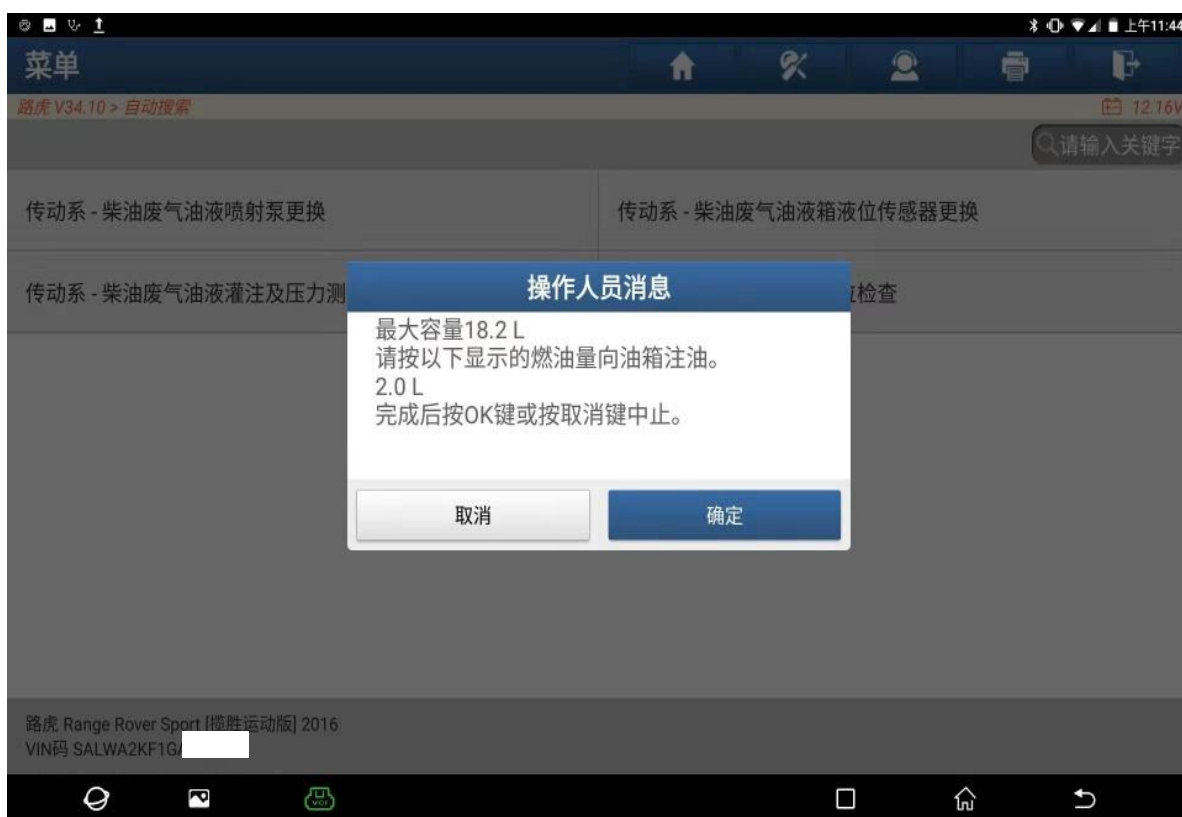 上午11:44
菜单
路虎 V34.10 > 自动搜索
12.16V
请输入关键字
传动系 - 柴油废气油液喷射泵更换
传动系 - 柴油废气油液箱液位传感器更换
传动系 - 柴油废气油液灌注及压力测
检查
操作人员消息
最大容量18.2 L
请按以下显示的燃油量向油箱注油。
2.0 L
完成后按OK键或按取消键中止。
取消
确定
路虎 Range Rover Sport [揽胜运动版] 2016
VIN码 SALWA2KF1G
VCI